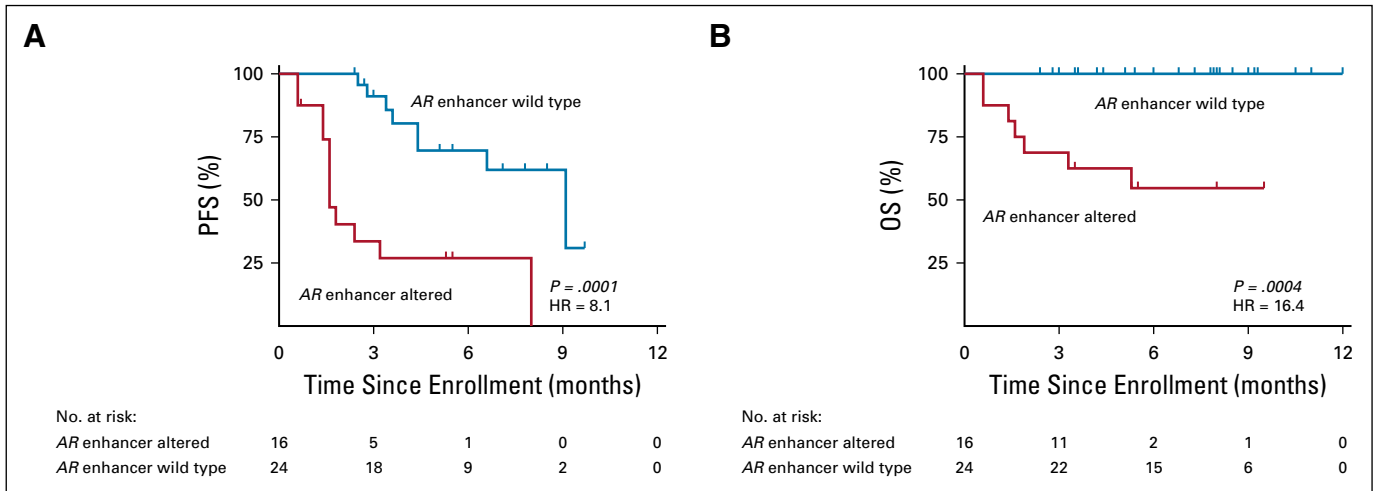 A
100
75
50
25
PFS (%)
AR enhancer wild type
AR enhancer altered
P = .0001
HR = 8.1
0 3 6 9 12
Time Since Enrollment (months)
No. at risk:
AR enhancer altered 16 5 1 0 0
AR enhancer wild type 24 18 9 2 0
B
100
75
50
25
OS (%)
AR enhancer wild type
AR enhancer altered
P = .0004
HR = 16.4
0 3 6 9 12
Time Since Enrollment (months)
No. at risk:
AR enhancer altered 16 11 2 1 0
AR enhancer wild type 24 22 15 6 0